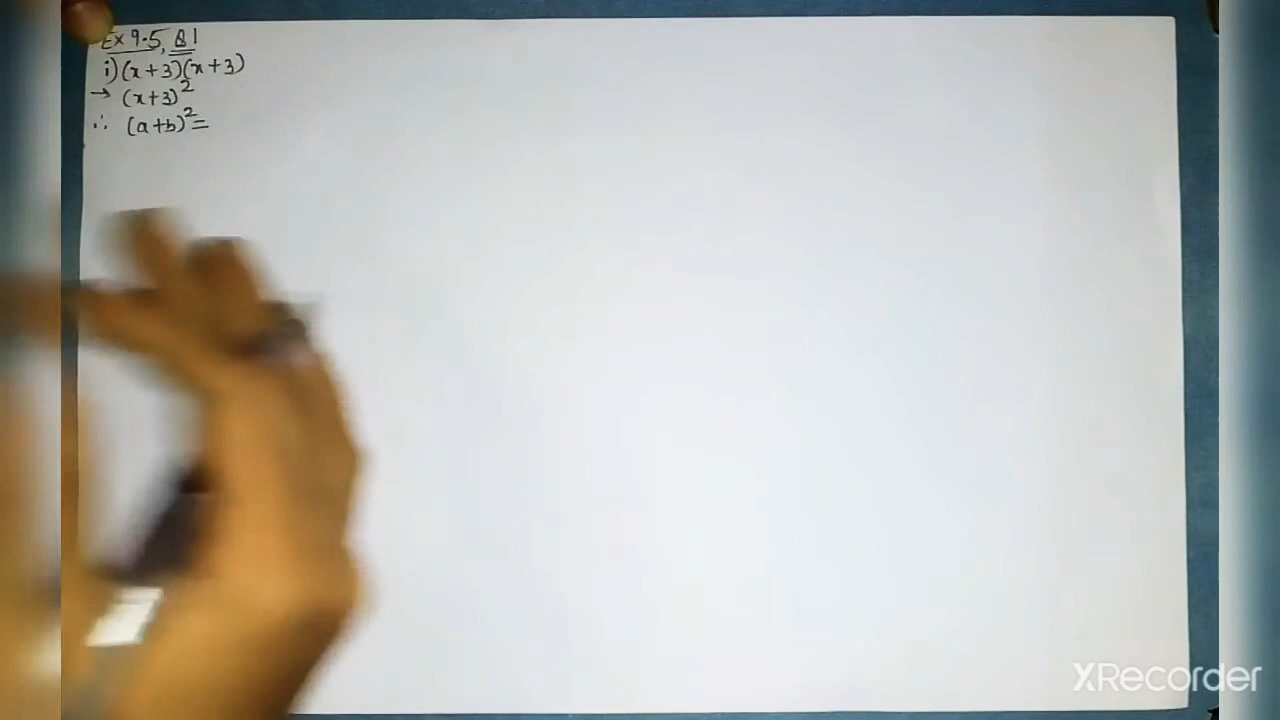 Ex 9.5, Q1
i) (x+3)(x+3)
→ (x+3)²
∴ (a+b)² =
XRecorder